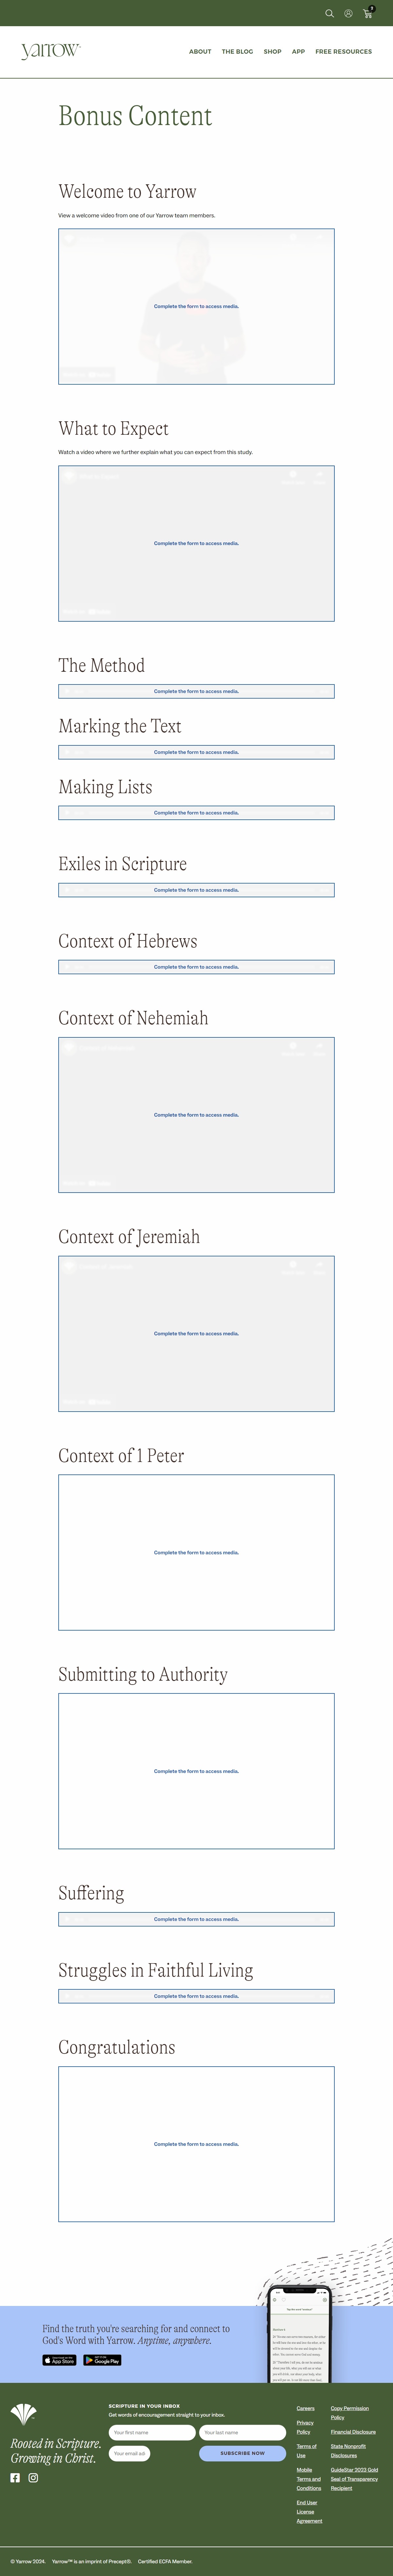 0
yarrow
ABOUT THE BLOG SHOP APP FREE RESOURCES
Bonus Content
Welcome to Yarrow
View a welcome video from one of our Yarrow team members.
Complete the form to access media.
What to Expect
Watch a video where we further explain what you can expect from this study.
Complete the form to access media.
The Method
Complete the form to access media.
Marking the Text
Complete the form to access media.
Making Lists
Complete the form to access media.
Exiles in Scripture
Complete the form to access media.
Context of Hebrews
Complete the form to access media.
Context of Nehemiah
Complete the form to access media.
Context of Jeremiah
Complete the form to access media.
Context of 1 Peter
Complete the form to access media.
Submitting to Authority
Complete the form to access media.
Suffering
Complete the form to access media.
Struggles in Faithful Living
Complete the form to access media.
Congratulations
Complete the form to access media.
Find the truth you're searching for and connect to
God's Word with Yarrow. Anytime, anywhere.
App Store
Google Play
Rooted in Scripture.
Growing in Christ.
SCRIPTURE IN YOUR INBOX
Get words of encouragement straight to your inbox.
Your first name
Your last name
Your email ad
SUBSCRIBE NOW
Careers
Privacy
Policy
Terms of
Use
Mobile
Terms and
Conditions
End User
License
Agreement
Copy Permission
Policy
Financial Disclosure
State Nonprofit
Disclosures
GuideStar 2023 Gold
Seal of Transparency
Recipient
© Yarrow 2024. Yarrow™ is an imprint of Precept®. Certified ECFA Member.